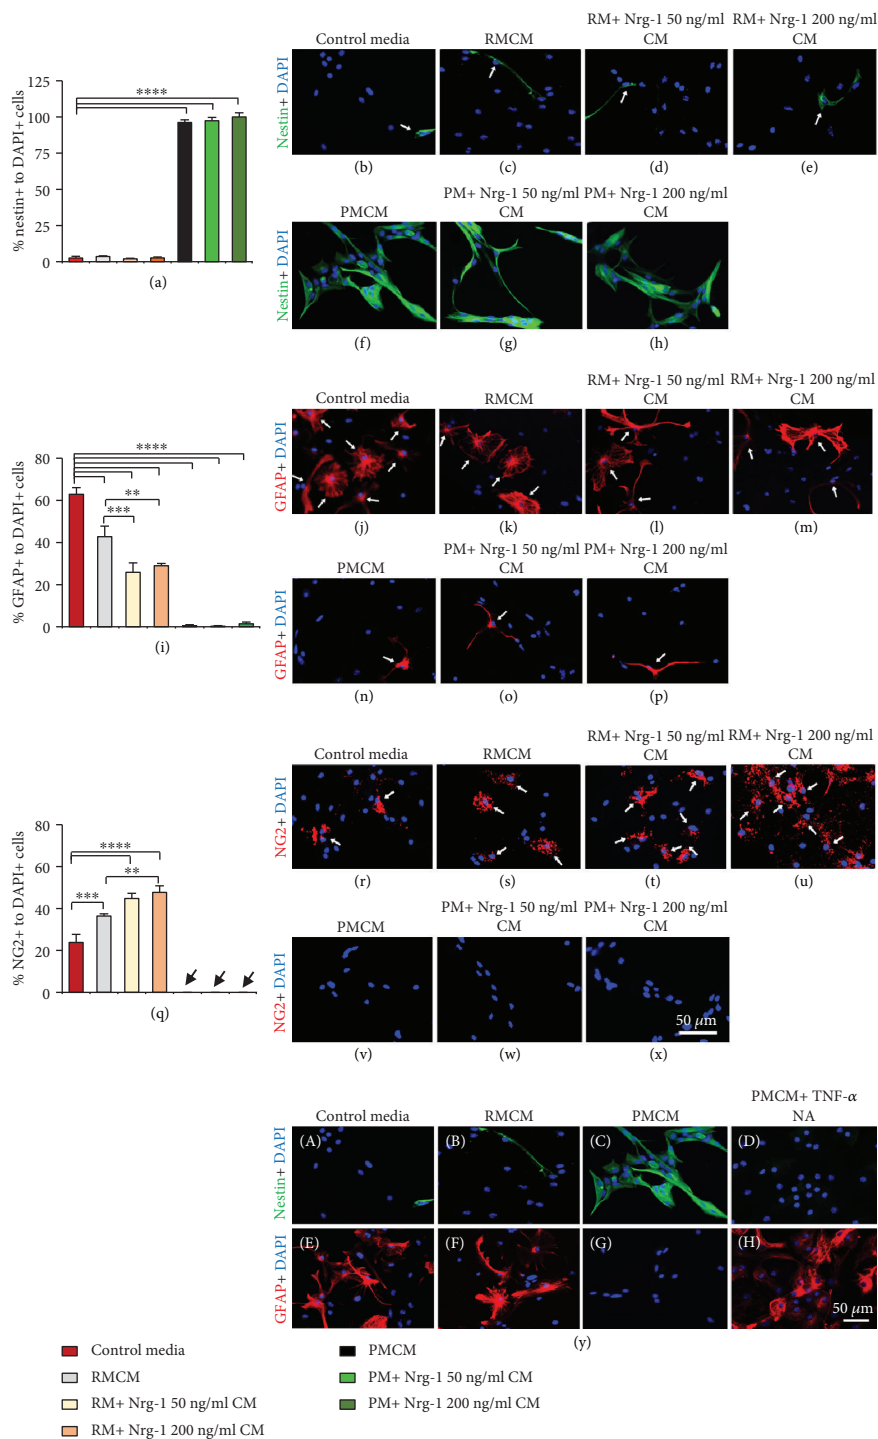 Control media
RMCM
RM+ Nrg-1 50 ng/ml
CM
RM+ Nrg-1 200 ng/ml
CM
Nestin+ DAPI
(b)
(c)
(d)
(e)
% nestin+ to DAPI+ cells
125
100
75
50
25
0
****
(a)
PMCM
PM+ Nrg-1 50 ng/ml
CM
PM+ Nrg-1 200 ng/ml
CM
Nestin+ DAPI
(f)
(g)
(h)
Control media
RMCM
RM+ Nrg-1 50 ng/ml
CM
RM+ Nrg-1 200 ng/ml
CM
GFAP+ DAPI
(j)
(k)
(l)
(m)
% GFAP+ to DAPI+ cells
80
60
40
20
0
****
**
***
(i)
PMCM
PM+ Nrg-1 50 ng/ml
CM
PM+ Nrg-1 200 ng/ml
CM
GFAP+ DAPI
(n)
(o)
(p)
Control media
RMCM
RM+ Nrg-1 50 ng/ml
CM
RM+ Nrg-1 200 ng/ml
CM
NG2+ DAPI
(r)
(s)
(t)
(u)
% NG2+ to DAPI+ cells
80
60
40
20
0
****
**
***
(q)
PMCM
PM+ Nrg-1 50 ng/ml
CM
PM+ Nrg-1 200 ng/ml
CM
NG2+ DAPI
50 μm
(v)
(w)
(x)
Control media
RMCM
PMCM
PMCM+ TNF-α
NA
Nestin+ DAPI
(A)
(B)
(C)
(D)
GFAP+ DAPI
(E)
(F)
(G)
(H)
50 μm
(y)
Control media
RMCM
RM+ Nrg-1 50 ng/ml CM
RM+ Nrg-1 200 ng/ml CM
PMCM
PM+ Nrg-1 50 ng/ml CM
PM+ Nrg-1 200 ng/ml CM